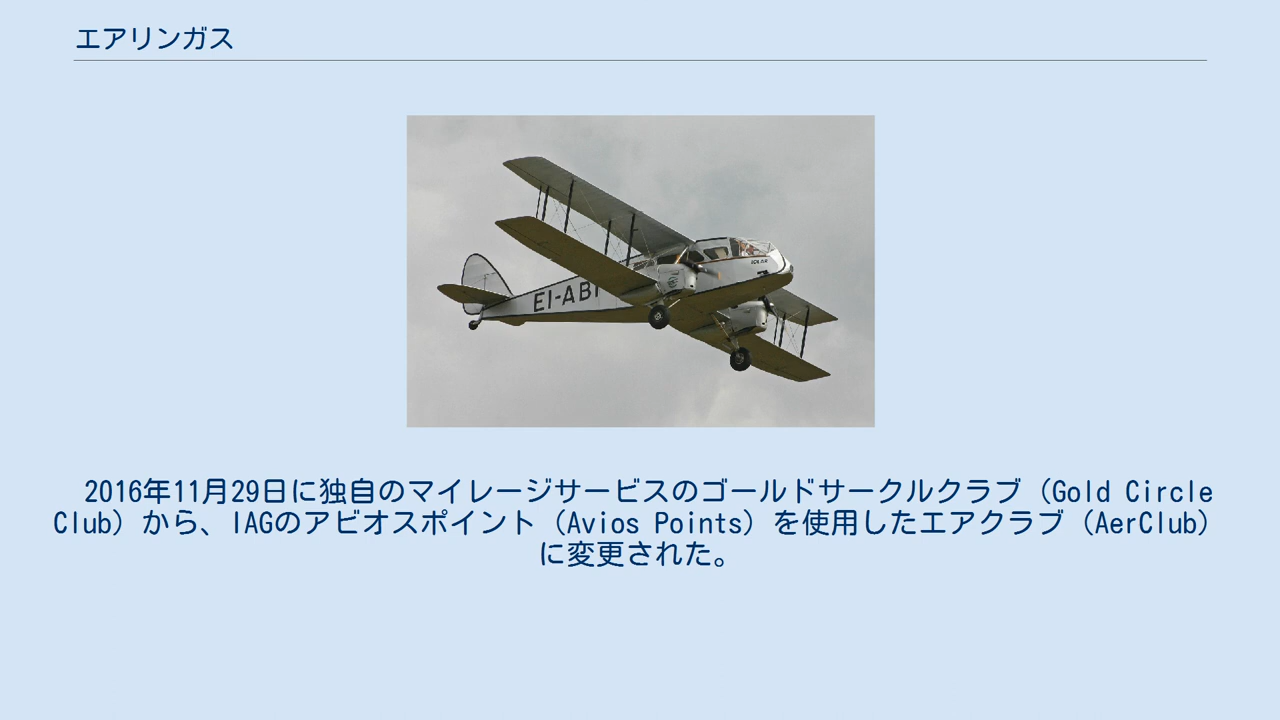 エアリンガス
EI-ABI
2016年11月29日に独自のマイレージサービスのゴールドサークルクラブ（Gold Circle
Club）から、IAGのアビオスポイント（Avios Points）を使用したエアクラブ（AerClub）
に変更された。